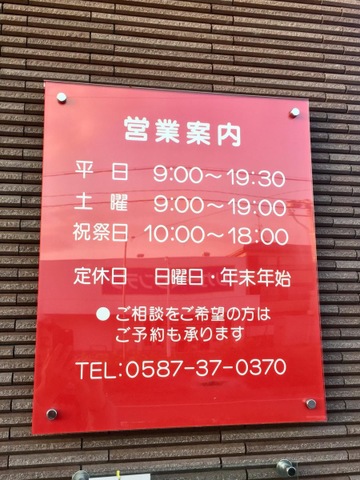 営業案内
平日 9:00〜19:30
土曜 9:00〜19:00
祝祭日 10:00〜18:00
定休日 日曜日・年末年始
●ご相談をご希望の方は
ご予約も承ります
TEL:0587-37-0370